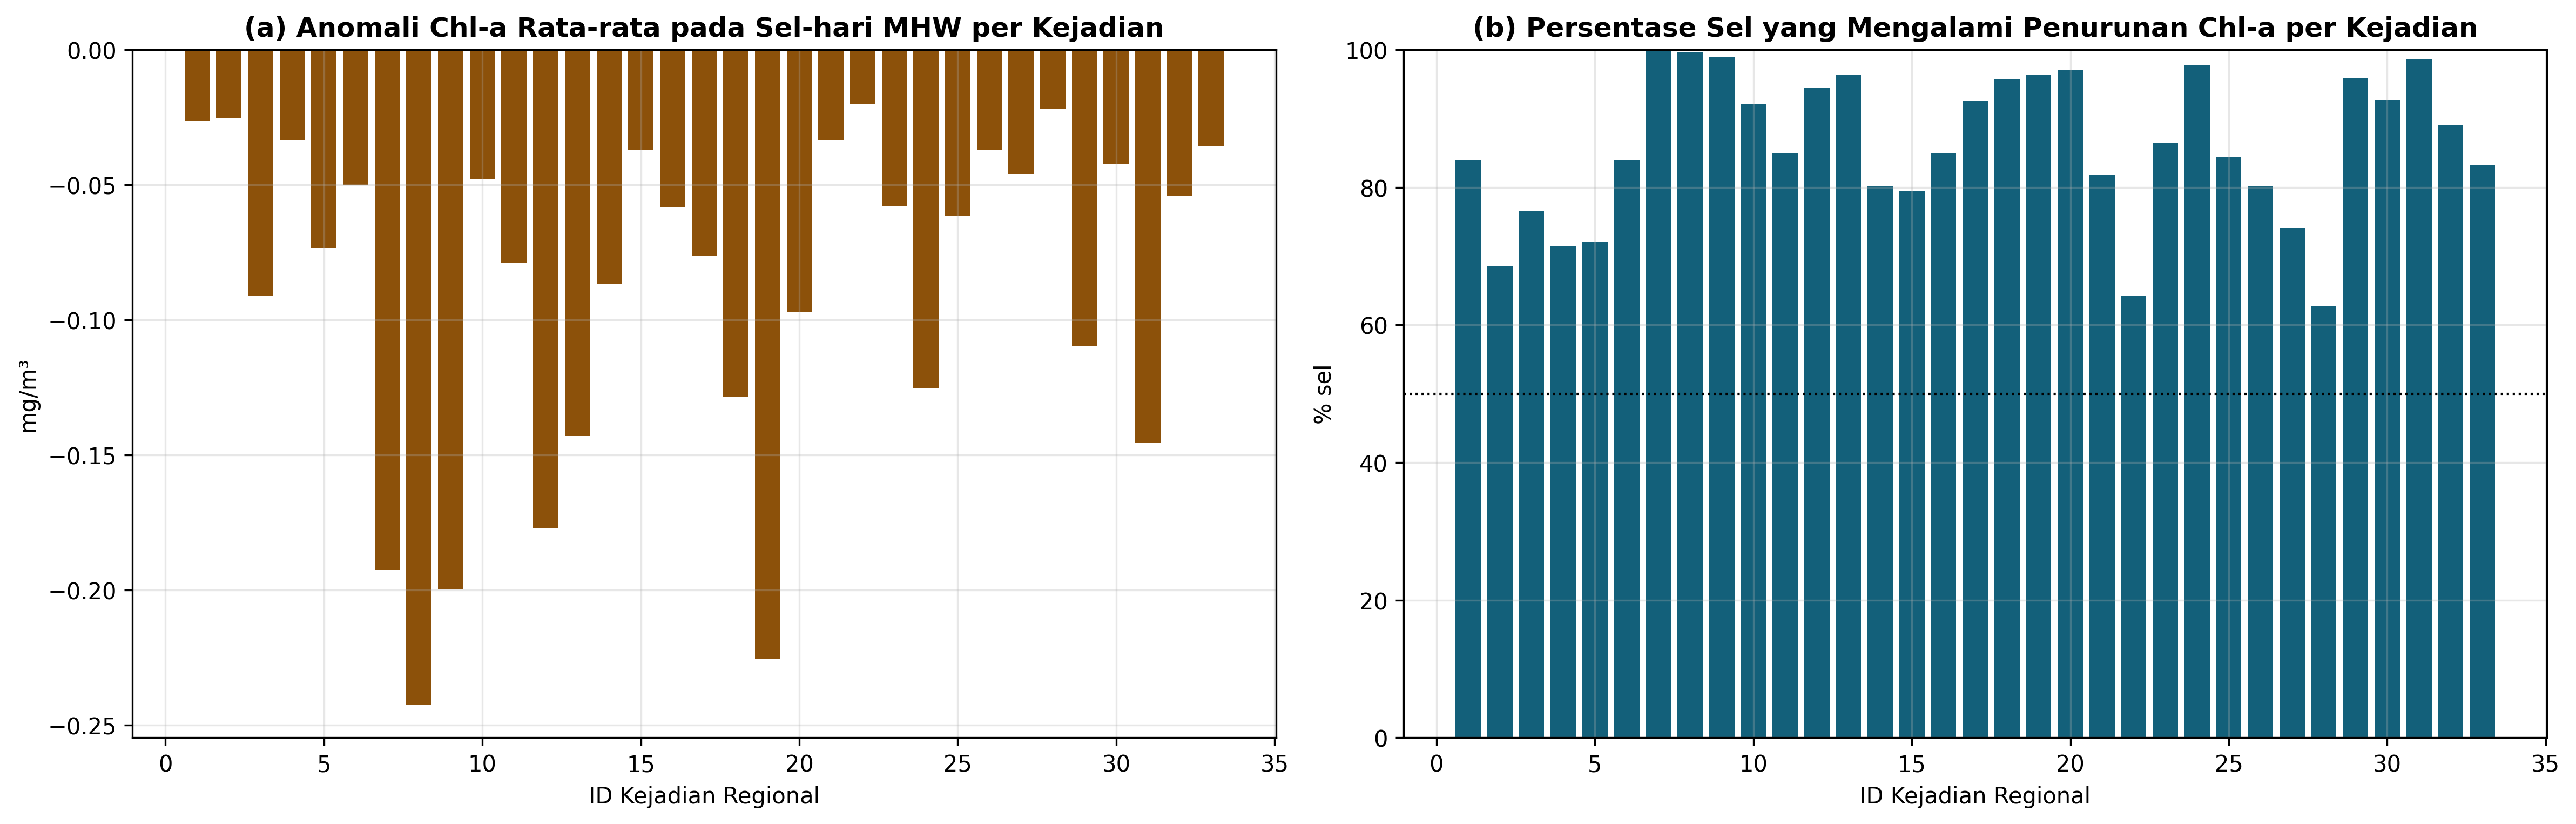 (a) Anomali Chl-a Rata-rata pada Sel-hari MHW per Kejadian
0.00
−0.05
−0.10
−0.15
−0.20
−0.25
mg/m³
0 5 10 15 20 25 30 35
ID Kejadian Regional
(b) Persentase Sel yang Mengalami Penurunan Chl-a per Kejadian
100
80
60
40
20
0
% sel
0 5 10 15 20 25 30 35
ID Kejadian Regional